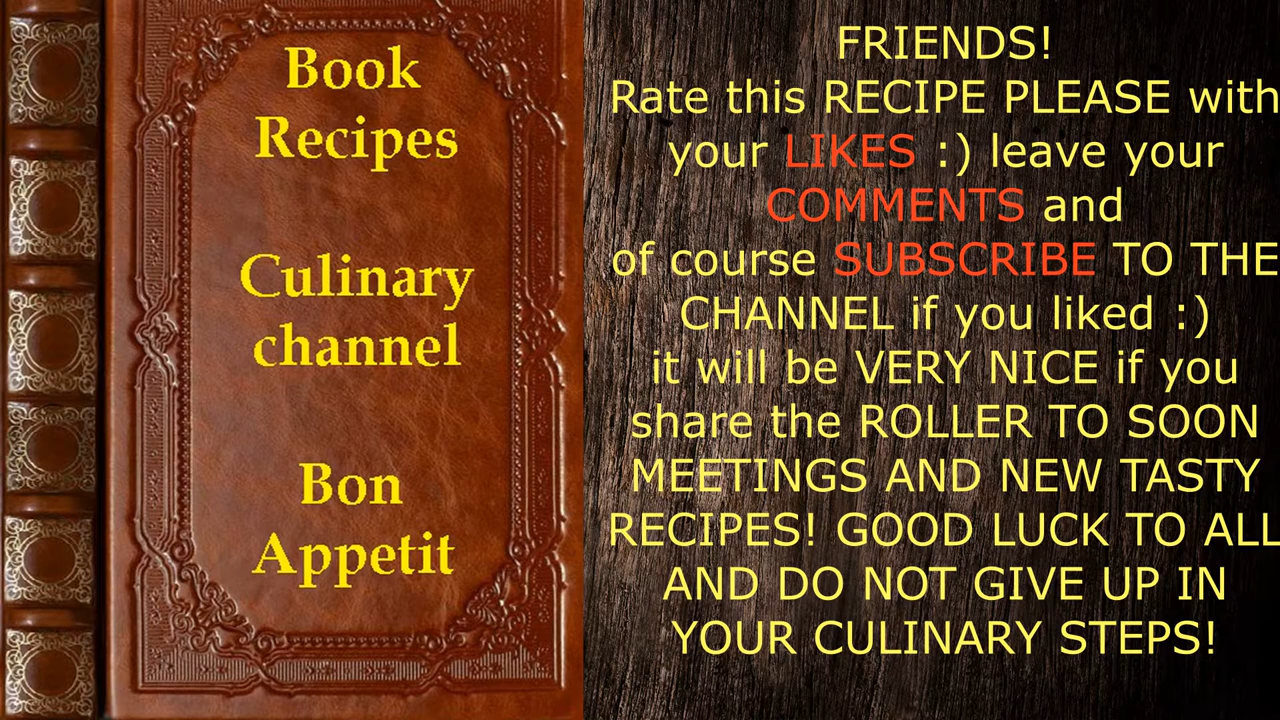 Book
Recipes
Culinary
channel
Bon
Appetit
FRIENDS!
Rate this RECIPE PLEASE with
your LIKES :) leave your
COMMENTS and
of course SUBSCRIBE TO THE
CHANNEL if you liked :)
it will be VERY NICE if you
share the ROLLER TO SOON
MEETINGS AND NEW TASTY
RECIPES! GOOD LUCK TO ALL
AND DO NOT GIVE UP IN
YOUR CULINARY STEPS!